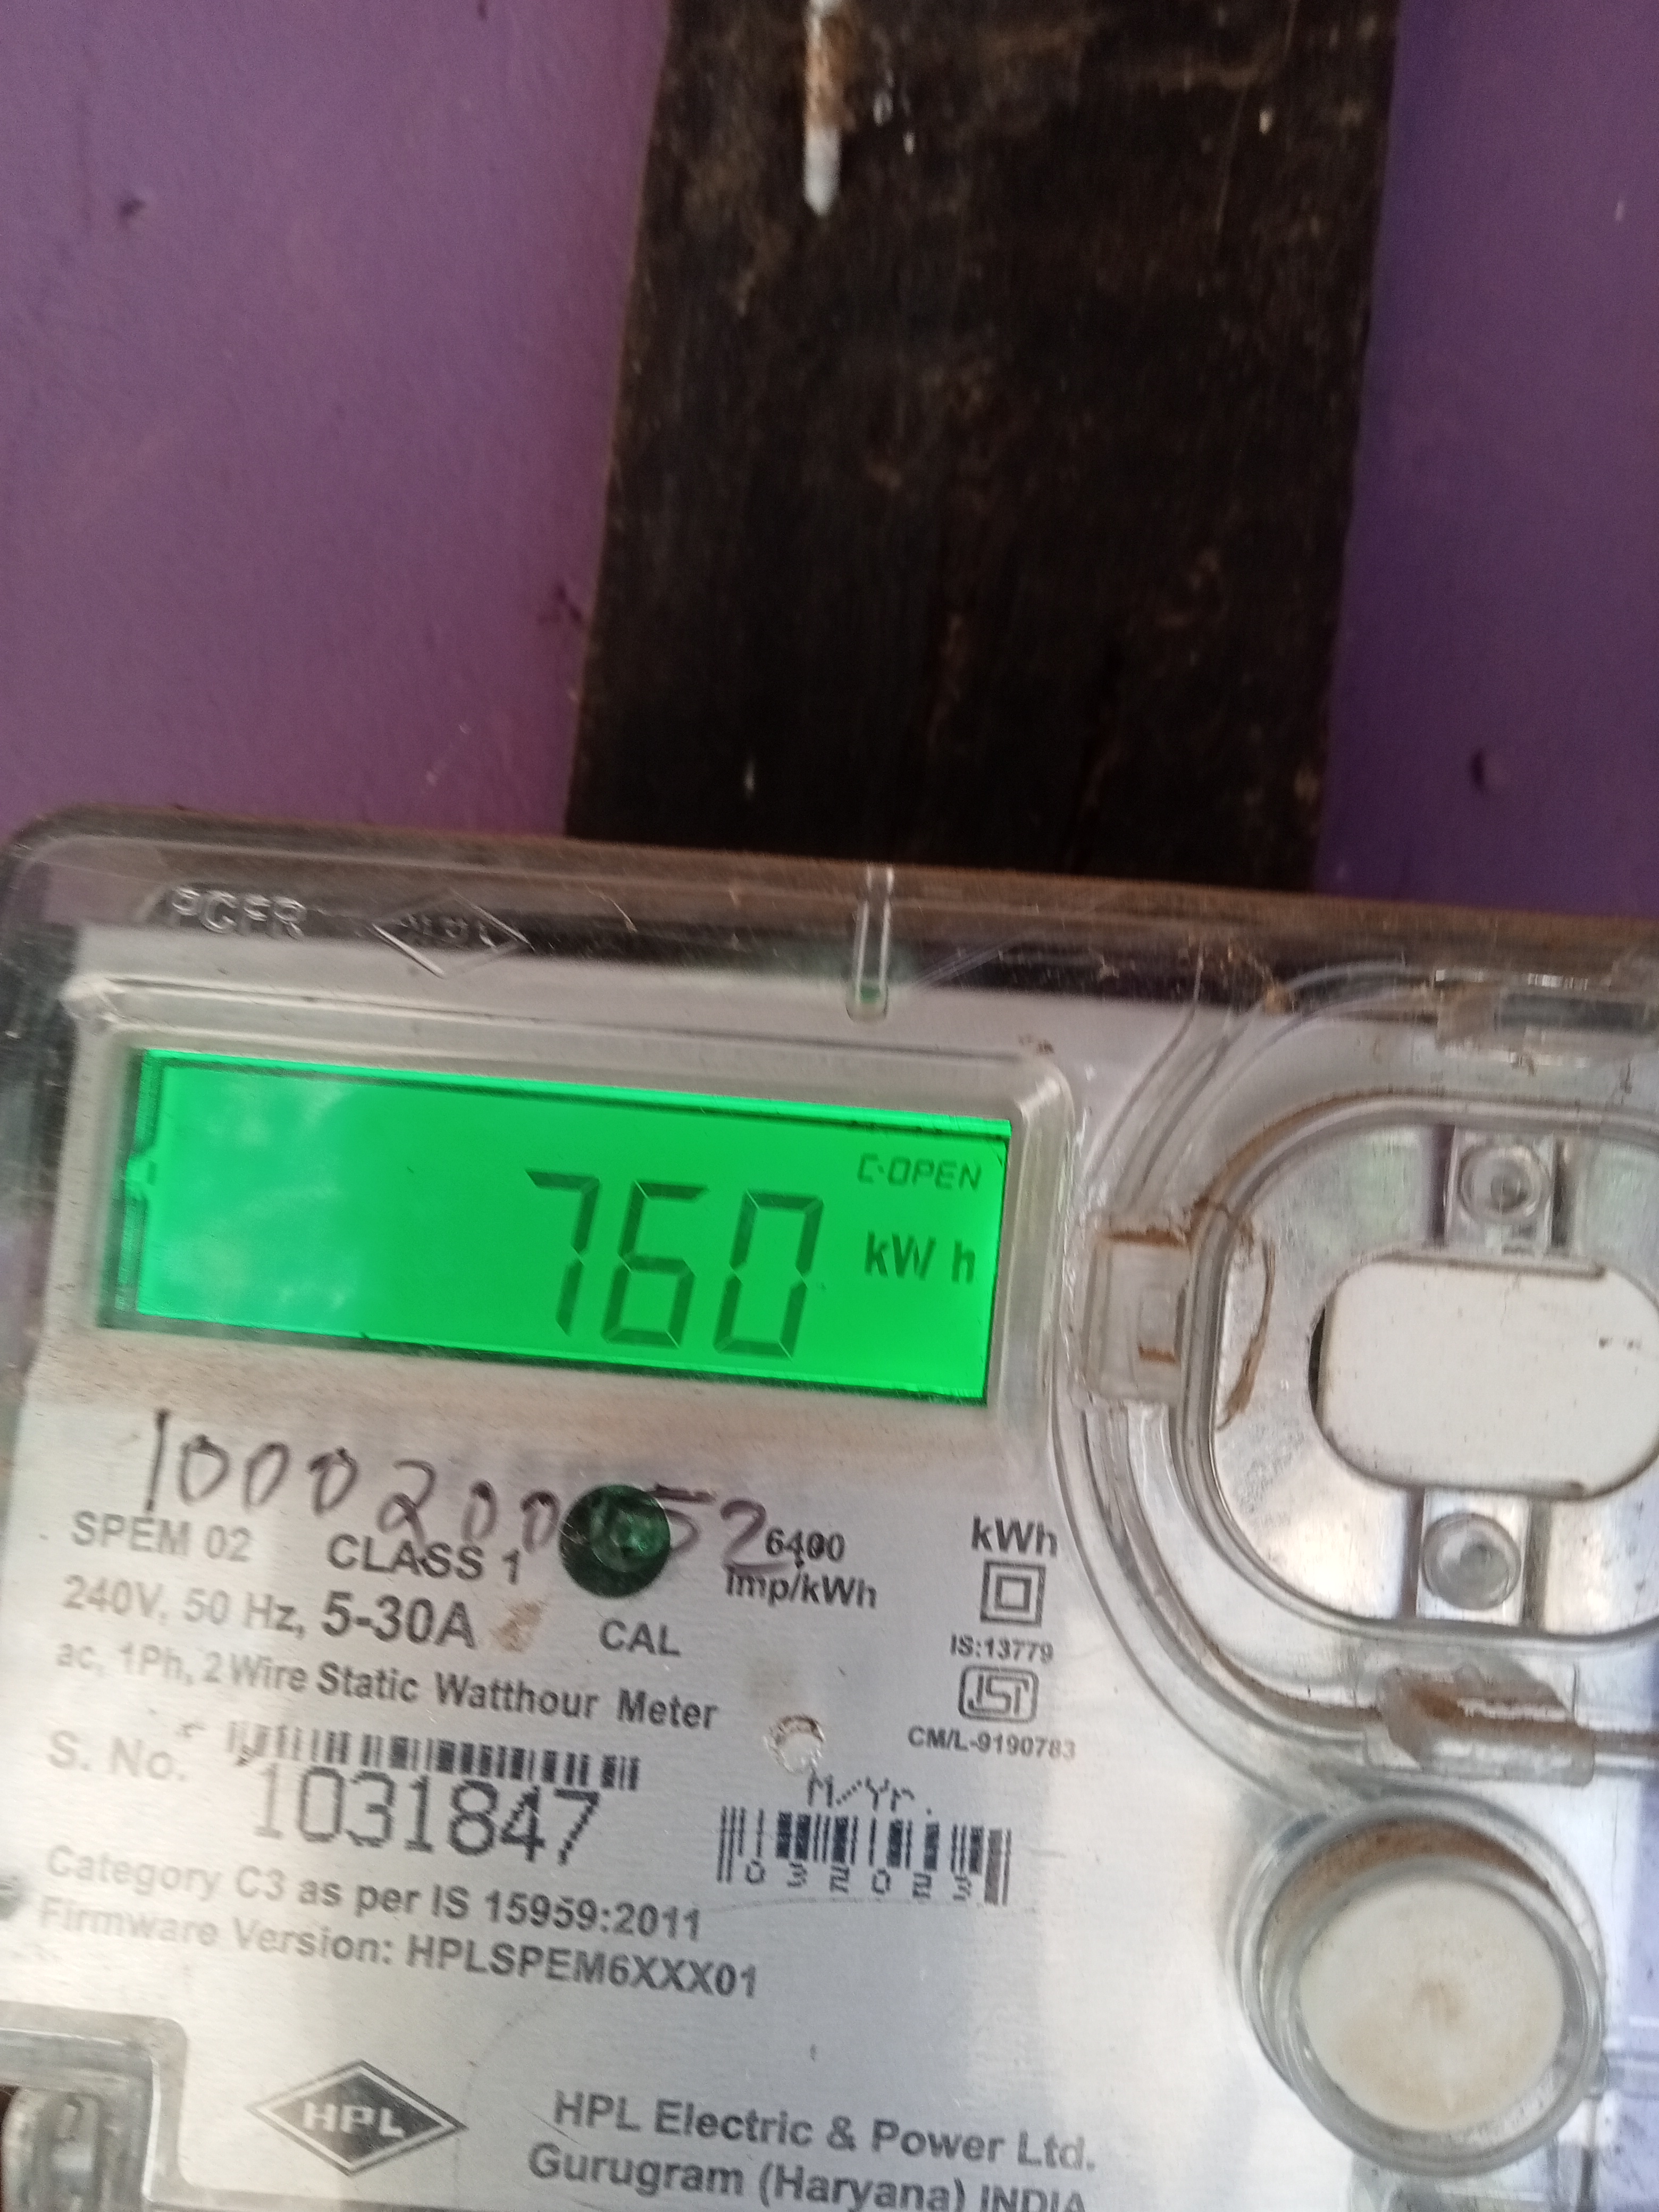 PCFR
C-OPEN
760 kWh
SPEM 02 CLASS 1
6400
imp/kWh
kWh
240V, 50 Hz, 5-30A
CAL
IS:13779
ac, 1Ph, 2 Wire Static Watthour Meter
CM/L-9190783
S. No.
1031847
M/Yr.
032023
Category C3 as per IS 15959:2011
Firmware Version: HPLSPEM6XXX01
HPL
HPL Electric & Power Ltd.
Gurugram (Haryana) INDIA